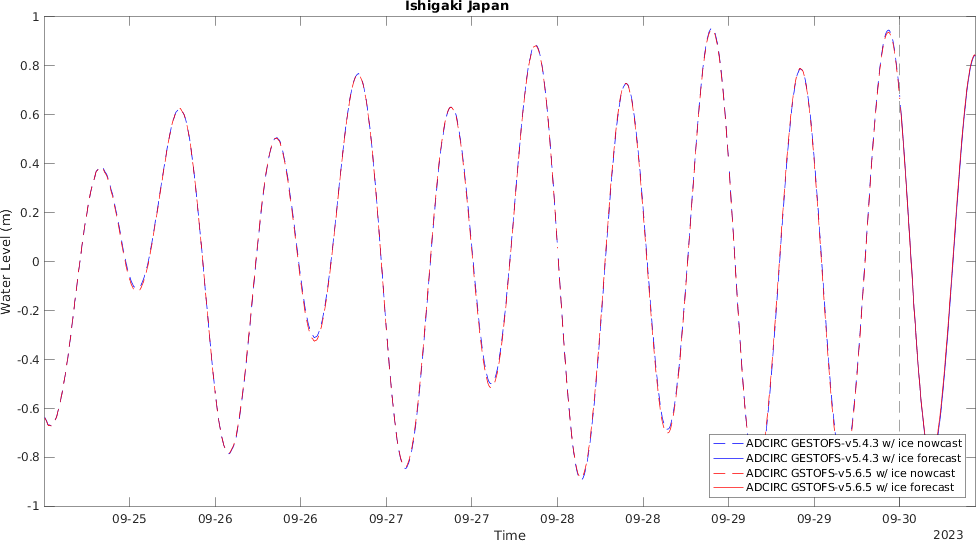 Ishigaki Japan
1
0.8
0.6
0.4
0.2
0
-0.2
-0.4
-0.6
-0.8
-1
Water Level (m)
ADCIRC GESTOFS-v5.4.3 w/ ice nowcast
ADCIRC GESTOFS-v5.4.3 w/ ice forecast
ADCIRC GSTOFS-v5.6.5 w/ ice nowcast
ADCIRC GSTOFS-v5.6.5 w/ ice forecast
09-25 09-26 09-26 09-27 09-27 09-28 09-28 09-29 09-29 09-30
Time
2023